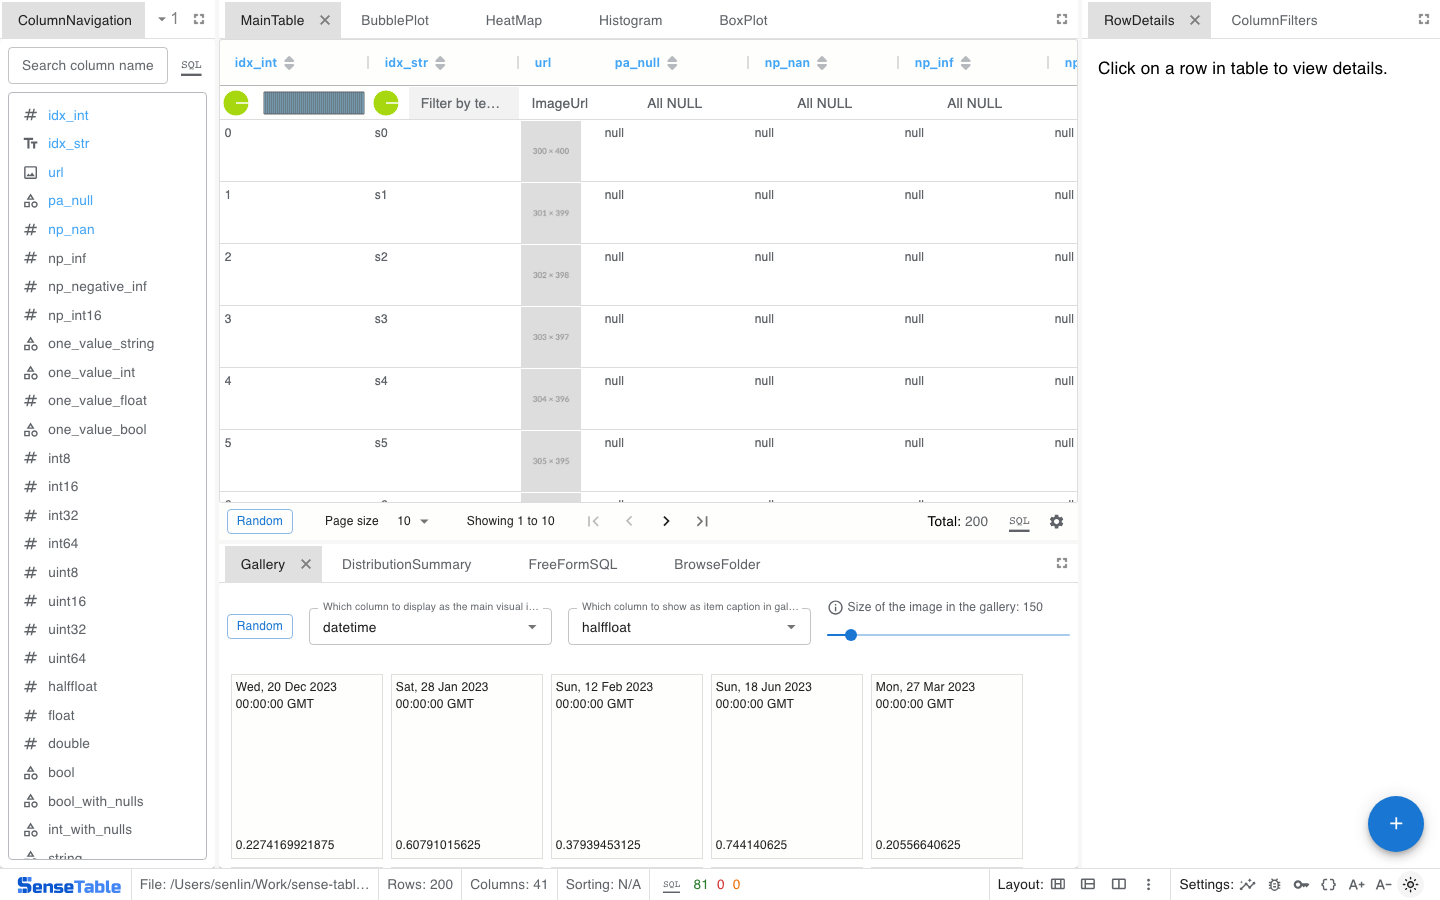 ColumnNavigation
1
Search column name
SQL
idx_int
idx_str
url
pa_null
np_nan
np_inf
np_negative_inf
np_int16
one_value_string
one_value_int
one_value_float
one_value_bool
int8
int16
int32
int64
uint8
uint16
uint32
uint64
halffloat
float
double
bool
bool_with_nulls
int_with_nulls
string
MainTable
BubblePlot
HeatMap
Histogram
BoxPlot
idx_int idx_str url pa_null np_nan np_inf np
Filter by te... ImageUrl All NULL All NULL All NULL
0 s0 300 × 400 null null null null
1 s1 301 × 399 null null null null
2 s2 302 × 398 null null null null
3 s3 303 × 397 null null null null
4 s4 304 × 396 null null null null
5 s5 305 × 395 null null null null
Random Page size 10 Showing 1 to 10 Total: 200 SQL
Gallery DistributionSummary FreeFormSQL BrowseFolder
Random
Which column to display as the main visual i...
datetime
Which column to show as item caption in gal...
halffloat
Size of the image in the gallery: 150
Wed, 20 Dec 2023
00:00:00 GMT
0.2274169921875
Sat, 28 Jan 2023
00:00:00 GMT
0.60791015625
Sun, 12 Feb 2023
00:00:00 GMT
0.37939453125
Sun, 18 Jun 2023
00:00:00 GMT
0.744140625
Mon, 27 Mar 2023
00:00:00 GMT
0.20556640625
RowDetails
ColumnFilters
Click on a row in table to view details.
SenseTable File: /Users/senlin/Work/sense-tabl... Rows: 200 Columns: 41 Sorting: N/A SQL 81 0 0 Layout: Settings: A+ A-